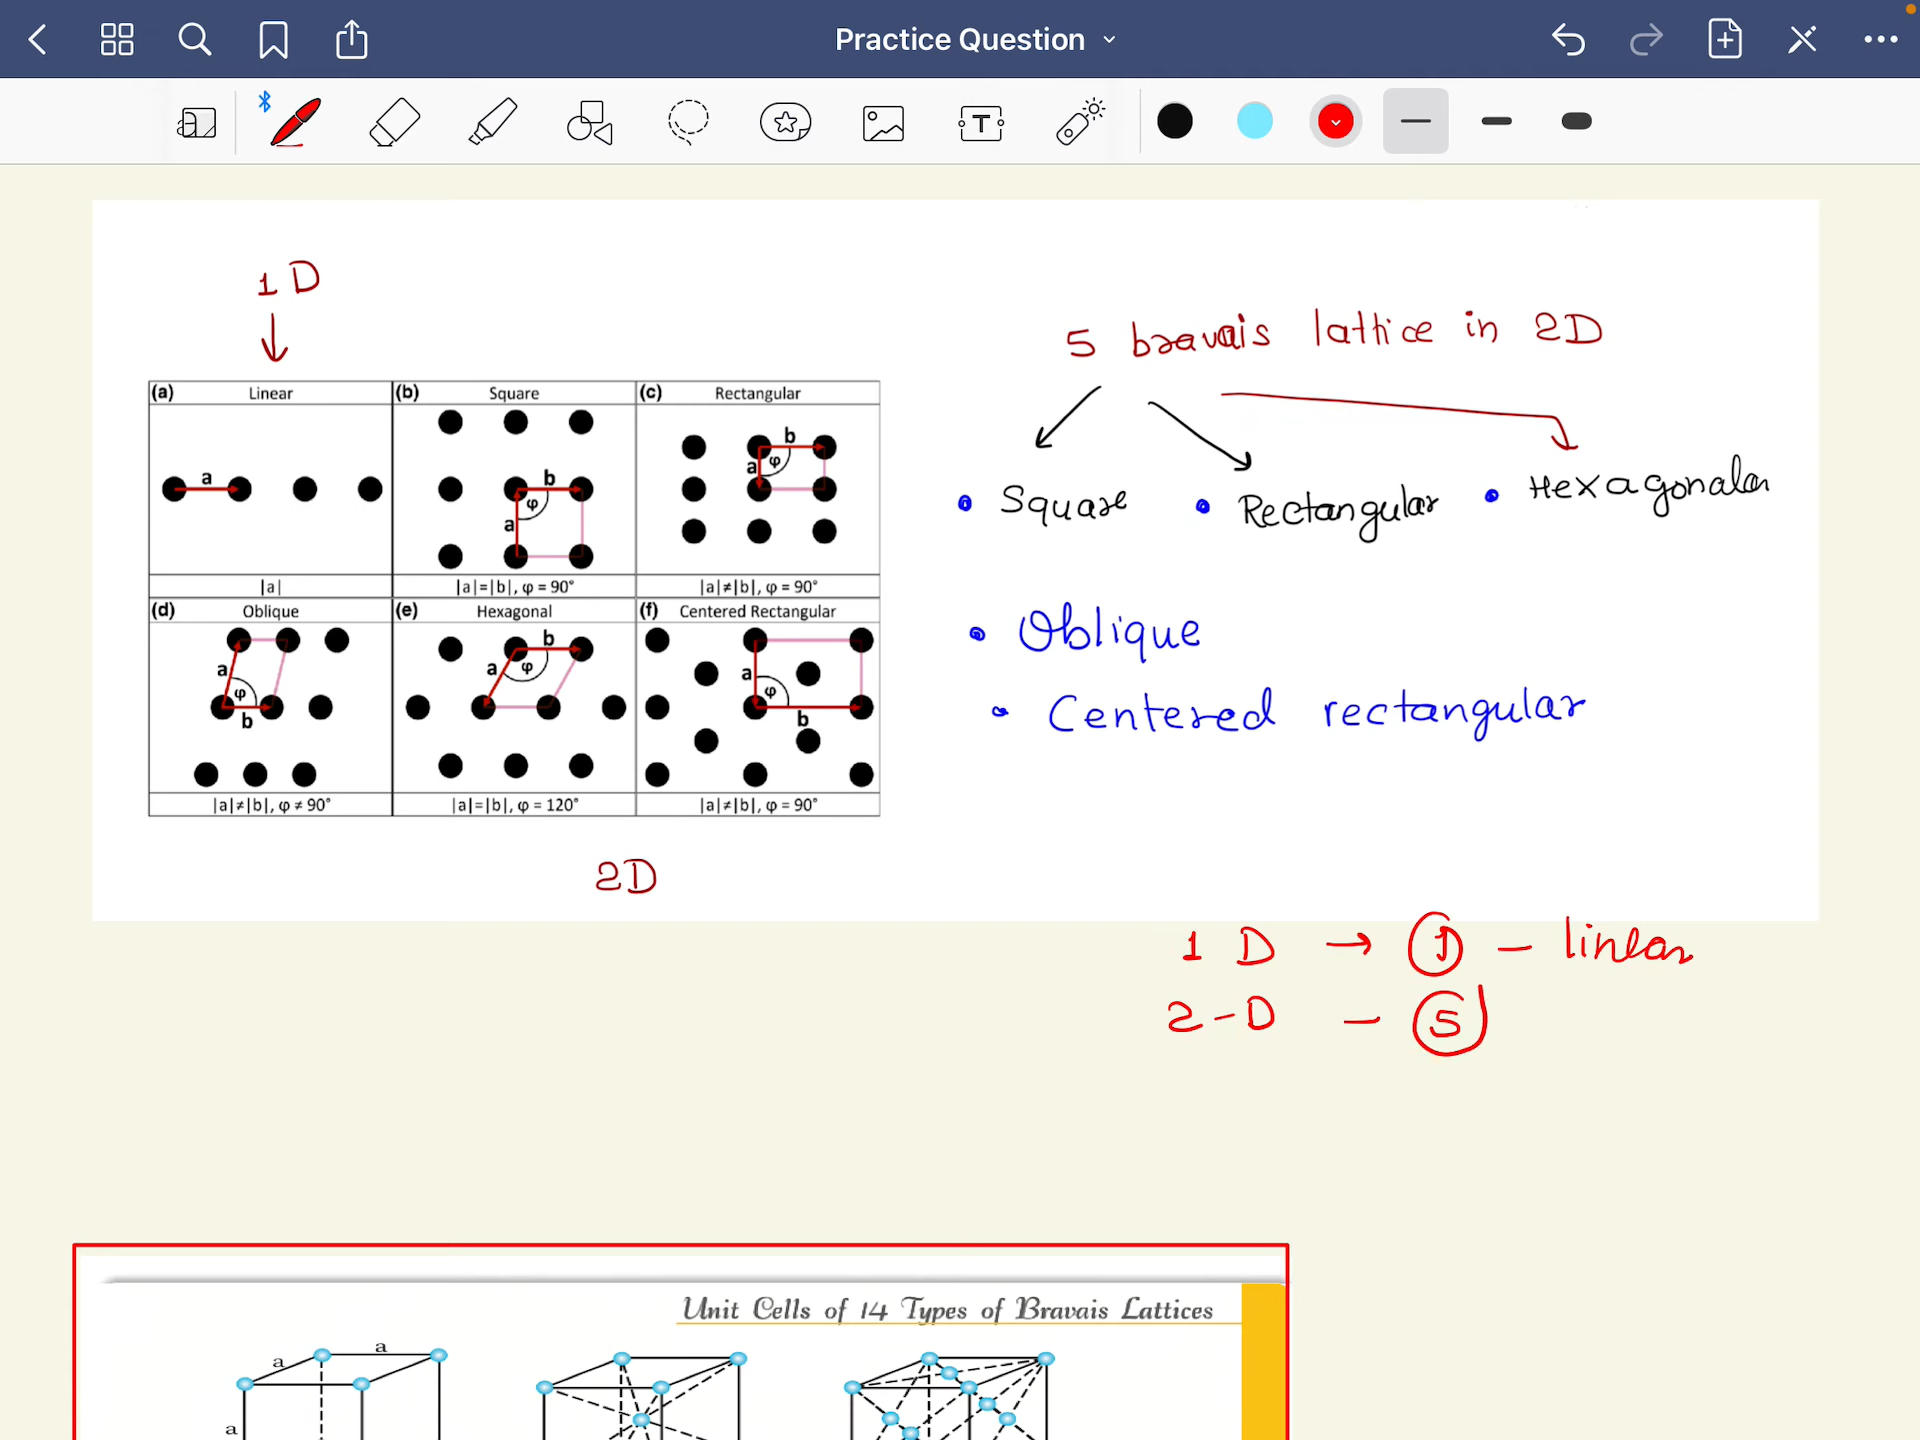 Practice Question
1 D
5 bravais lattice in 2D
(a) Linear (b) Square (c) Rectangular
a
b
φ
a
b
a
φ
|a| |a|=|b|, φ = 90° |a|≠|b|, φ = 90°
(d) Oblique (e) Hexagonal (f) Centered Rectangular
a
φ
b
b
a
φ
a
φ
b
|a|≠|b|, φ ≠ 90° |a|=|b|, φ = 120° |a|≠|b|, φ = 90°
2D
• Square • Rectangular • Hexagonal
• Oblique
• Centered rectangular
1 D → 1 – linear
2-D – 5
Unit Cells of 14 Types of Bravais Lattices
a
a
a